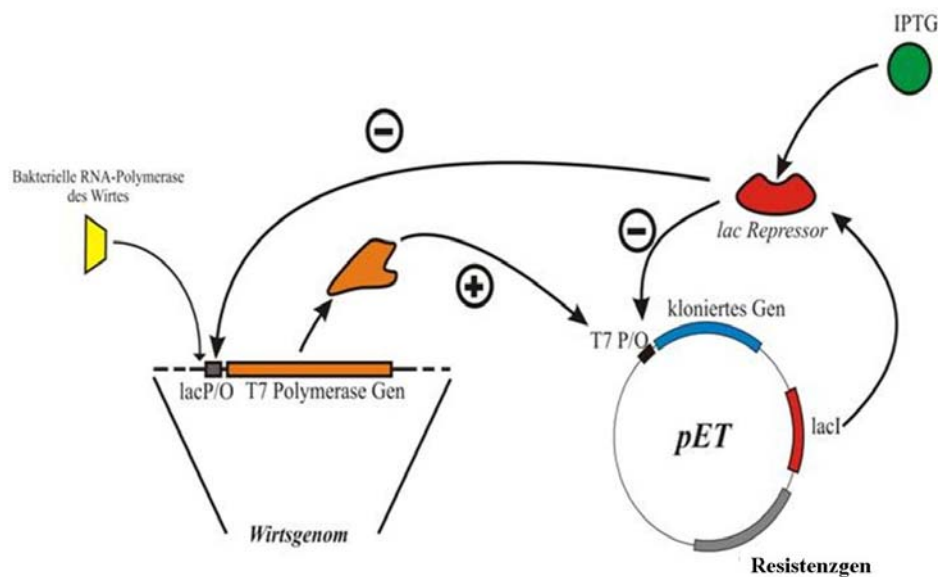 IPTG
Bakterielle RNA-Polymerase
des Wirtes
lac Repressor
T7 P/O
kloniertes Gen
lacP/O
T7 Polymerase Gen
lacI
pET
Wirtsgenom
Resistenzgen